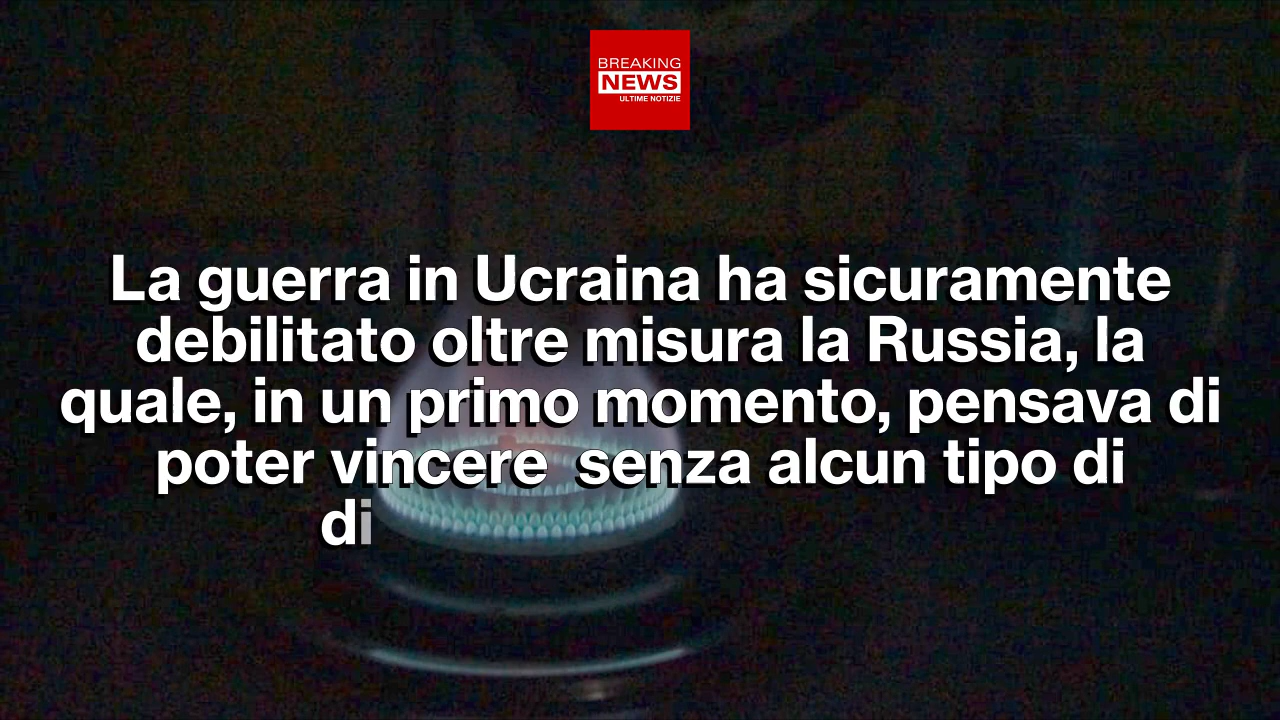 BREAKING
NEWS
ULTIME NOTIZIE
La guerra in Ucraina ha sicuramente
debilitato oltre misura la Russia, la
quale, in un primo momento, pensava di
poter vincere  senza alcun tipo di
di